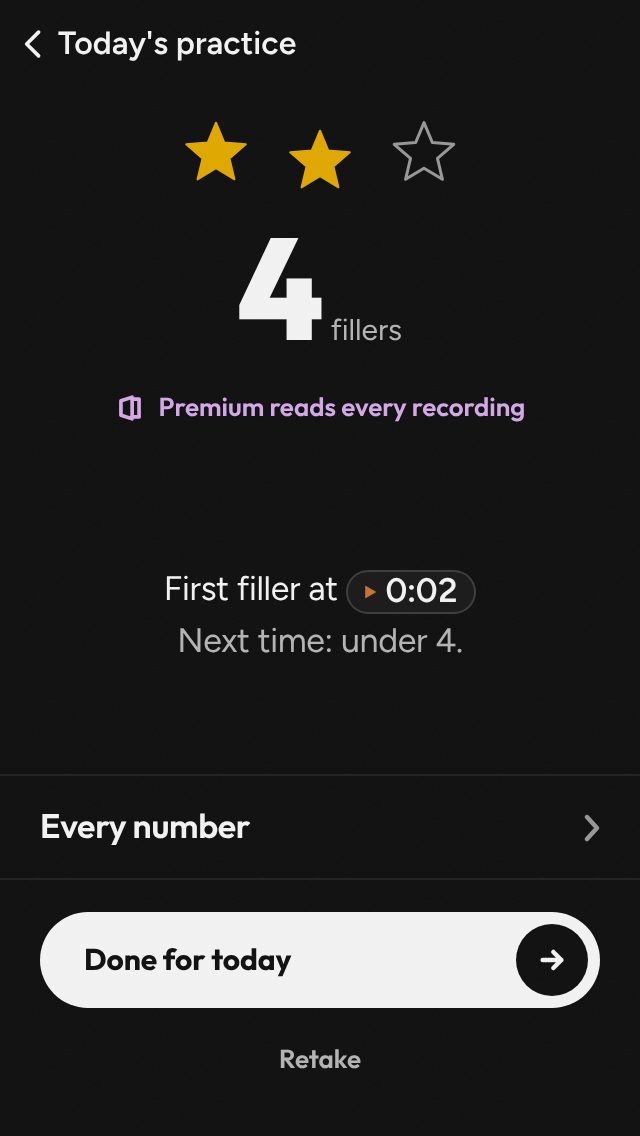 Today's practice
4 fillers
Premium reads every recording
First filler at 0:02
Next time: under 4.
Every number
Done for today
Retake